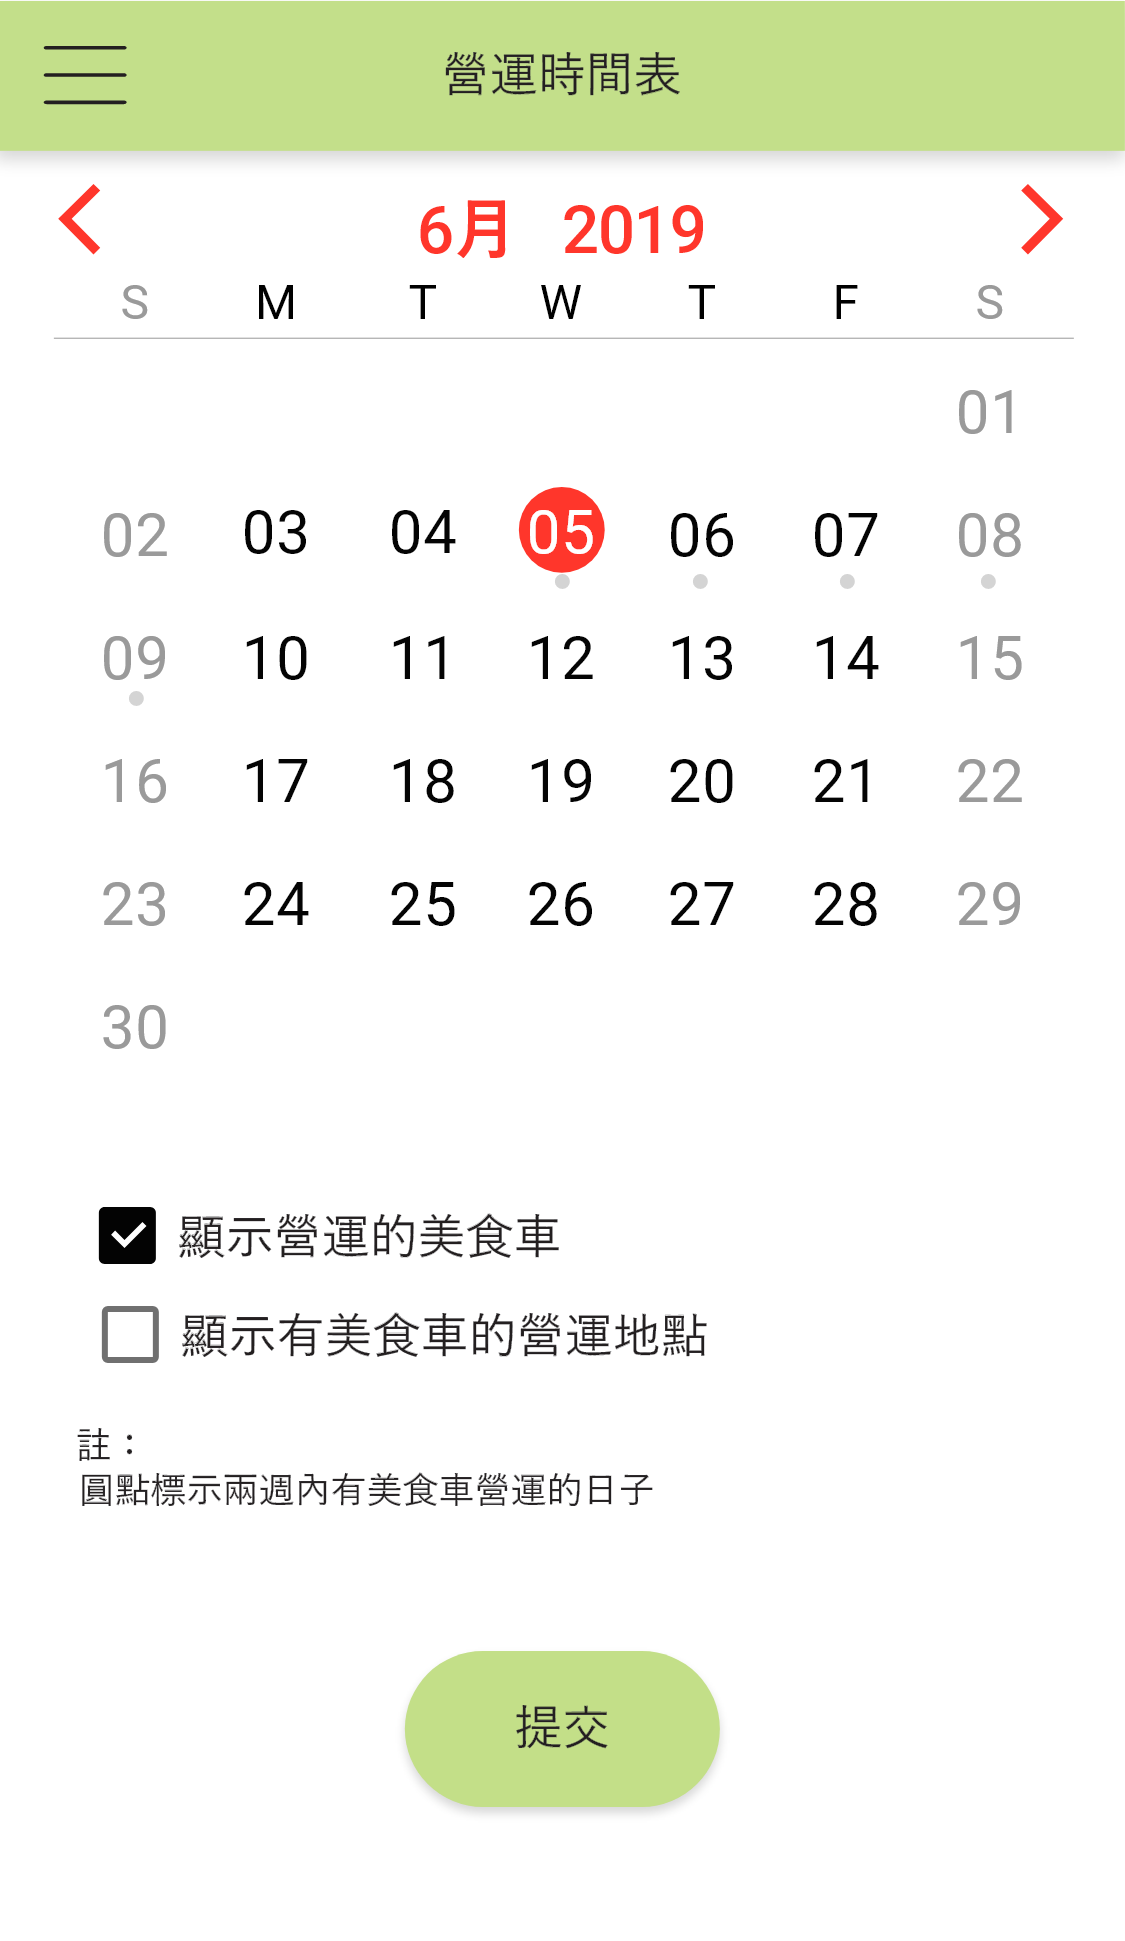 營運時間表
6月 2019
S M T W T F S
01
02 03 04 05 06 07 08
09 10 11 12 13 14 15
16 17 18 19 20 21 22
23 24 25 26 27 28 29
30
顯示營運的美食車
顯示有美食車的營運地點
註：
圓點標示兩週內有美食車營運的日子
提交